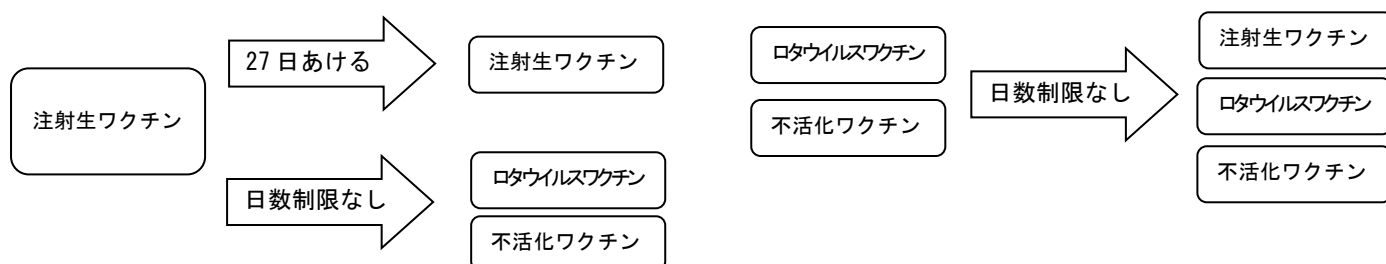 注射生ワクチン
27日あける
注射生ワクチン
日数制限なし
ロタウイルスワクチン
不活化ワクチン
ロタウイルスワクチン
不活化ワクチン
日数制限なし
注射生ワクチン
ロタウイルスワクチン
不活化ワクチン